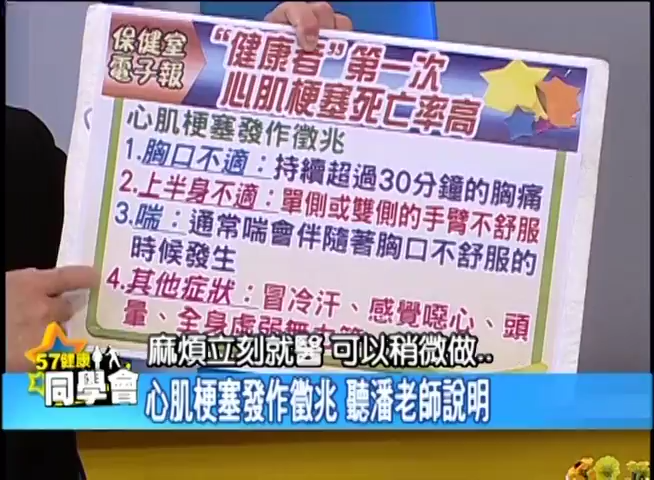 保健室
電子報
“健康者”第一次
心肌梗塞死亡率高
心肌梗塞發作徵兆
1.胸口不適：持續超過30分鐘的胸痛
2.上半身不適：單側或雙側的手臂不舒服
3.喘：通常喘會伴隨著胸口不舒服的
時候發生
4.其他症狀：冒冷汗、感覺噁心、頭
暈、全身虛弱無力等
麻煩立刻就醫 可以稍微做..
57健康
同學會
心肌梗塞發作徵兆 聽潘老師說明